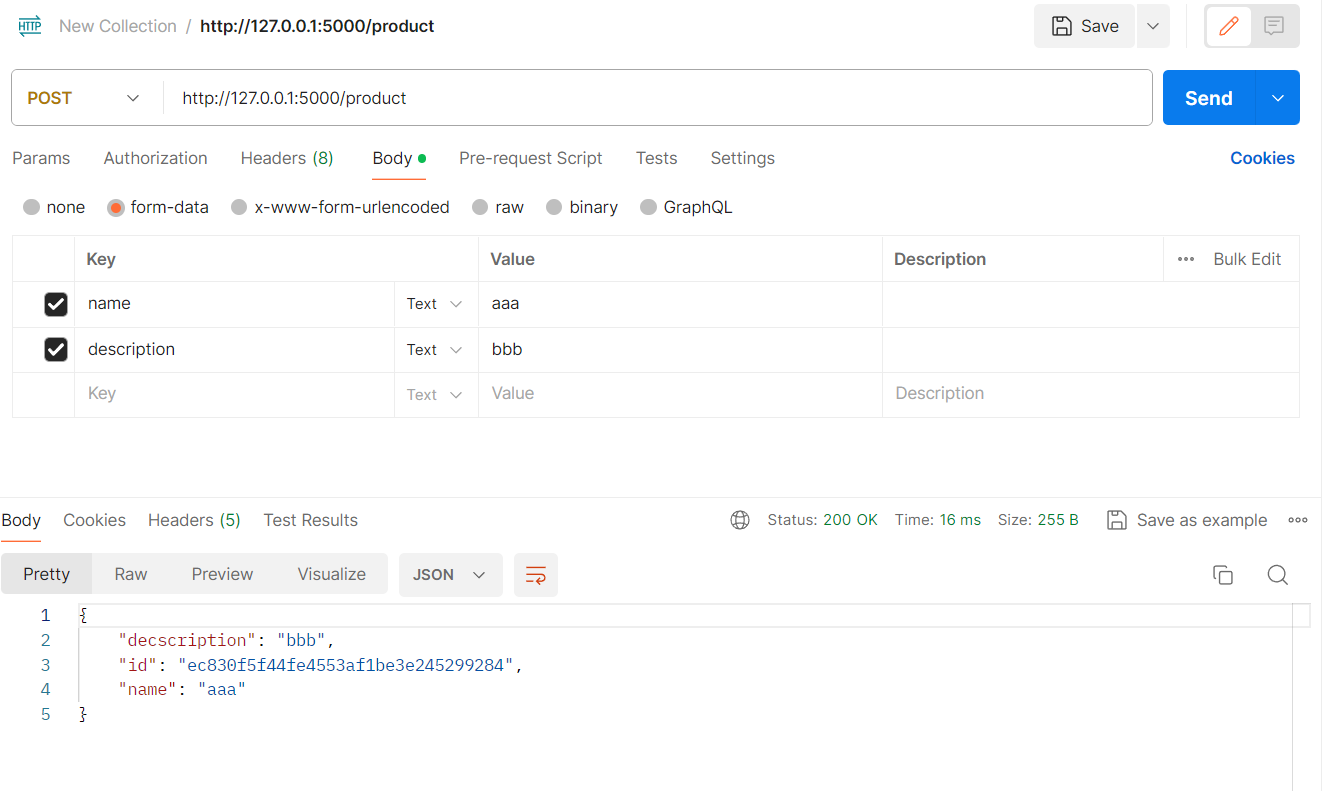 HTTP New Collection / http://127.0.0.1:5000/product Save
POST http://127.0.0.1:5000/product Send
Params Authorization Headers (8) Body Pre-request Script Tests Settings Cookies
none form-data x-www-form-urlencoded raw binary GraphQL
Key Value Description ••• Bulk Edit
name Text aaa
description Text bbb
Key Text Value Description
Body Cookies Headers (5) Test Results Status: 200 OK Time: 16 ms Size: 255 B Save as example
Pretty Raw Preview Visualize JSON
1 {
2 "decscription": "bbb",
3 "id": "ec830f5f44fe4553af1be3e245299284",
4 "name": "aaa"
5 }